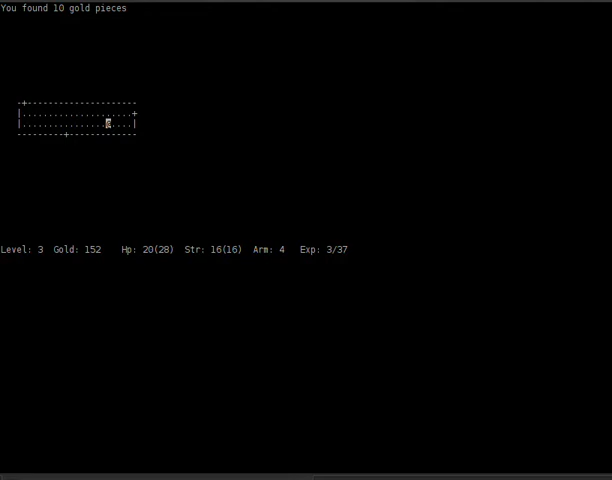 You found 10 gold pieces
-+---------------------
|.....................+
|................@....|
---------+-------------
Level: 3  Gold: 152    Hp: 20(28)  Str: 16(16)  Arm: 4   Exp: 3/37